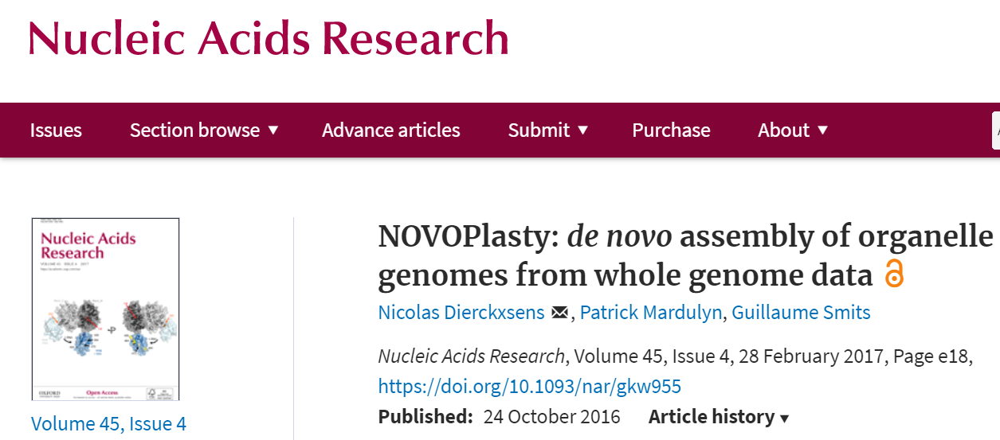 Nucleic Acids Research
Issues Section browse ▼ Advance articles Submit ▼ Purchase About ▼
Nucleic Acids
Research
OXFORD Open Access
Volume 45, Issue 4
NOVOPlasty: de novo assembly of organelle
genomes from whole genome data
Nicolas Dierckxsens , Patrick Mardulyn, Guillaume Smits
Nucleic Acids Research, Volume 45, Issue 4, 28 February 2017, Page e18,
https://doi.org/10.1093/nar/gkw955
Published: 24 October 2016 Article history ▼